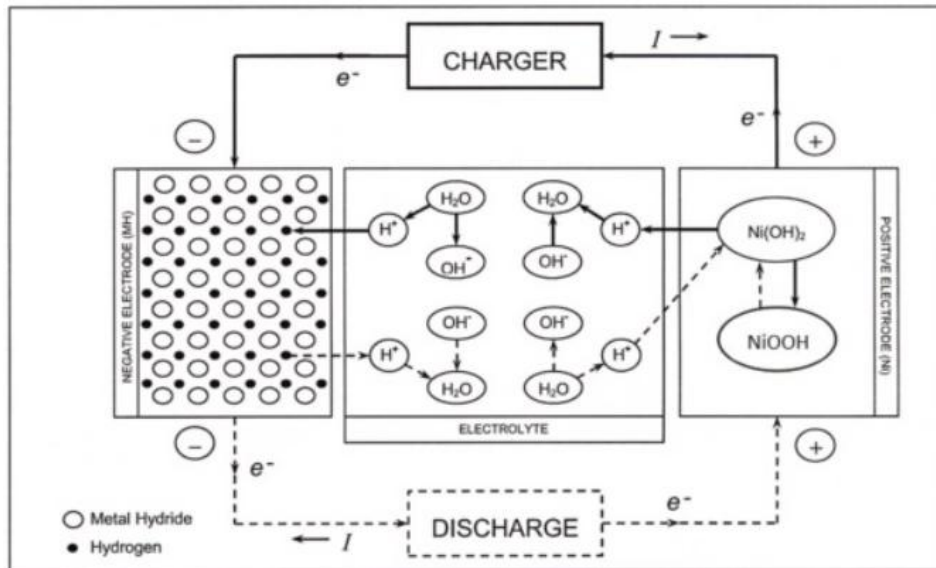 I →
CHARGER
e⁻
e⁻
−
+
NEGATIVE ELECTRODE (MH)
POSITIVE ELECTRODE (Ni)
H₂O
H₂O
H⁺
H⁺
Ni(OH)₂
OH⁺
OH⁻
OH⁻
OH⁻
NiOOH
H⁺
H⁺
H₂O
H₂O
ELECTROLYTE
−
+
e⁻
e⁻
DISCHARGE
← I
Metal Hydride
Hydrogen